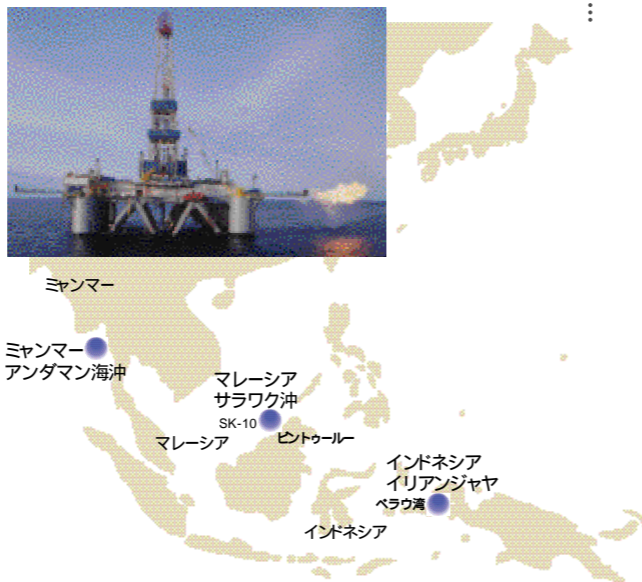 ミャンマー
ミャンマー
アンダマン海沖
マレーシア
サラワク沖
SK-10
ビントゥールー
マレーシア
インドネシア
イリアンジャヤ
ベラウ湾
インドネシア